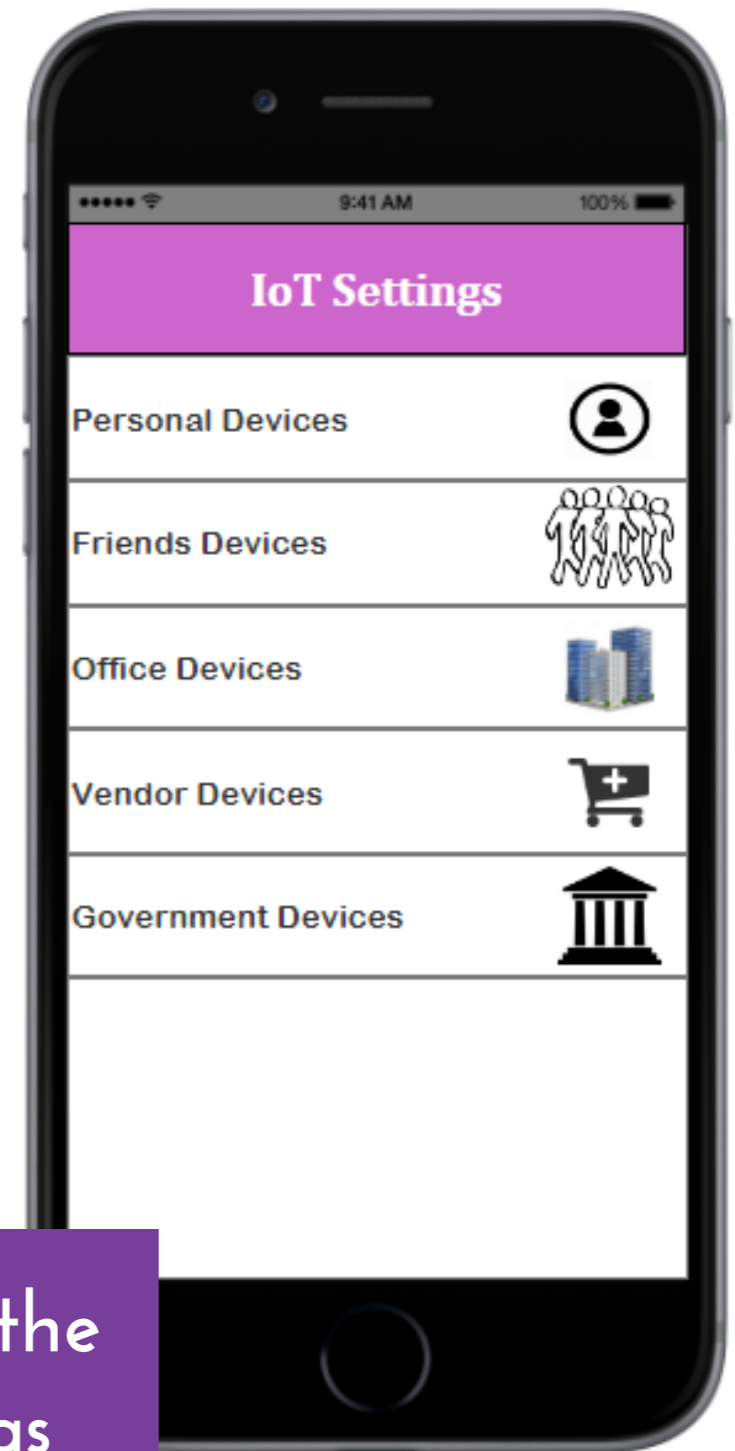 9:41 AM 100%
IoT Settings
Personal Devices
Friends Devices
Office Devices
Vendor Devices
Government Devices
the